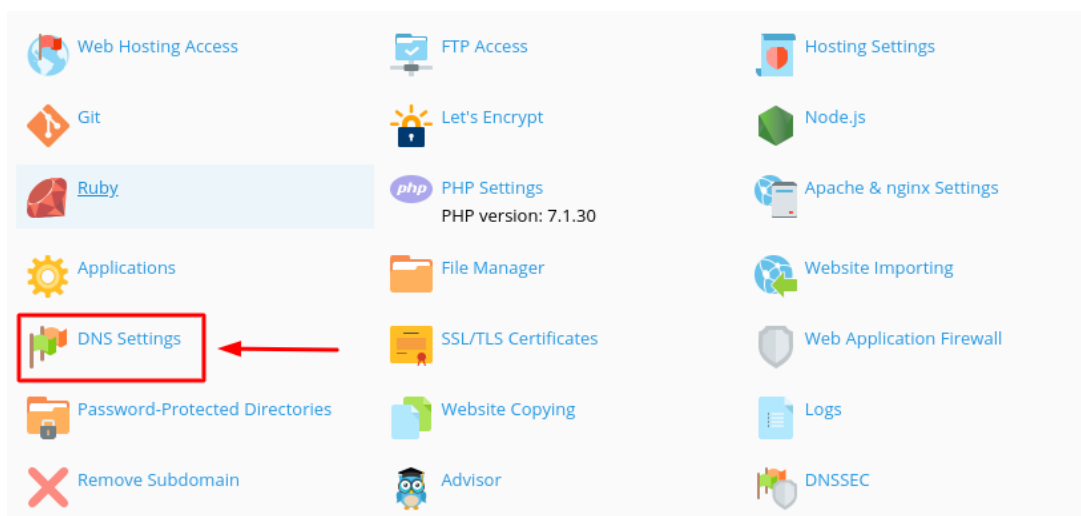 Web Hosting Access
FTP Access
Hosting Settings
Git
Let's Encrypt
Node.js
Ruby
php
PHP Settings
PHP version: 7.1.30
Apache & nginx Settings
Applications
File Manager
Website Importing
DNS Settings
SSL/TLS Certificates
Web Application Firewall
Password-Protected Directories
Website Copying
Logs
Remove Subdomain
Advisor
DNSSEC